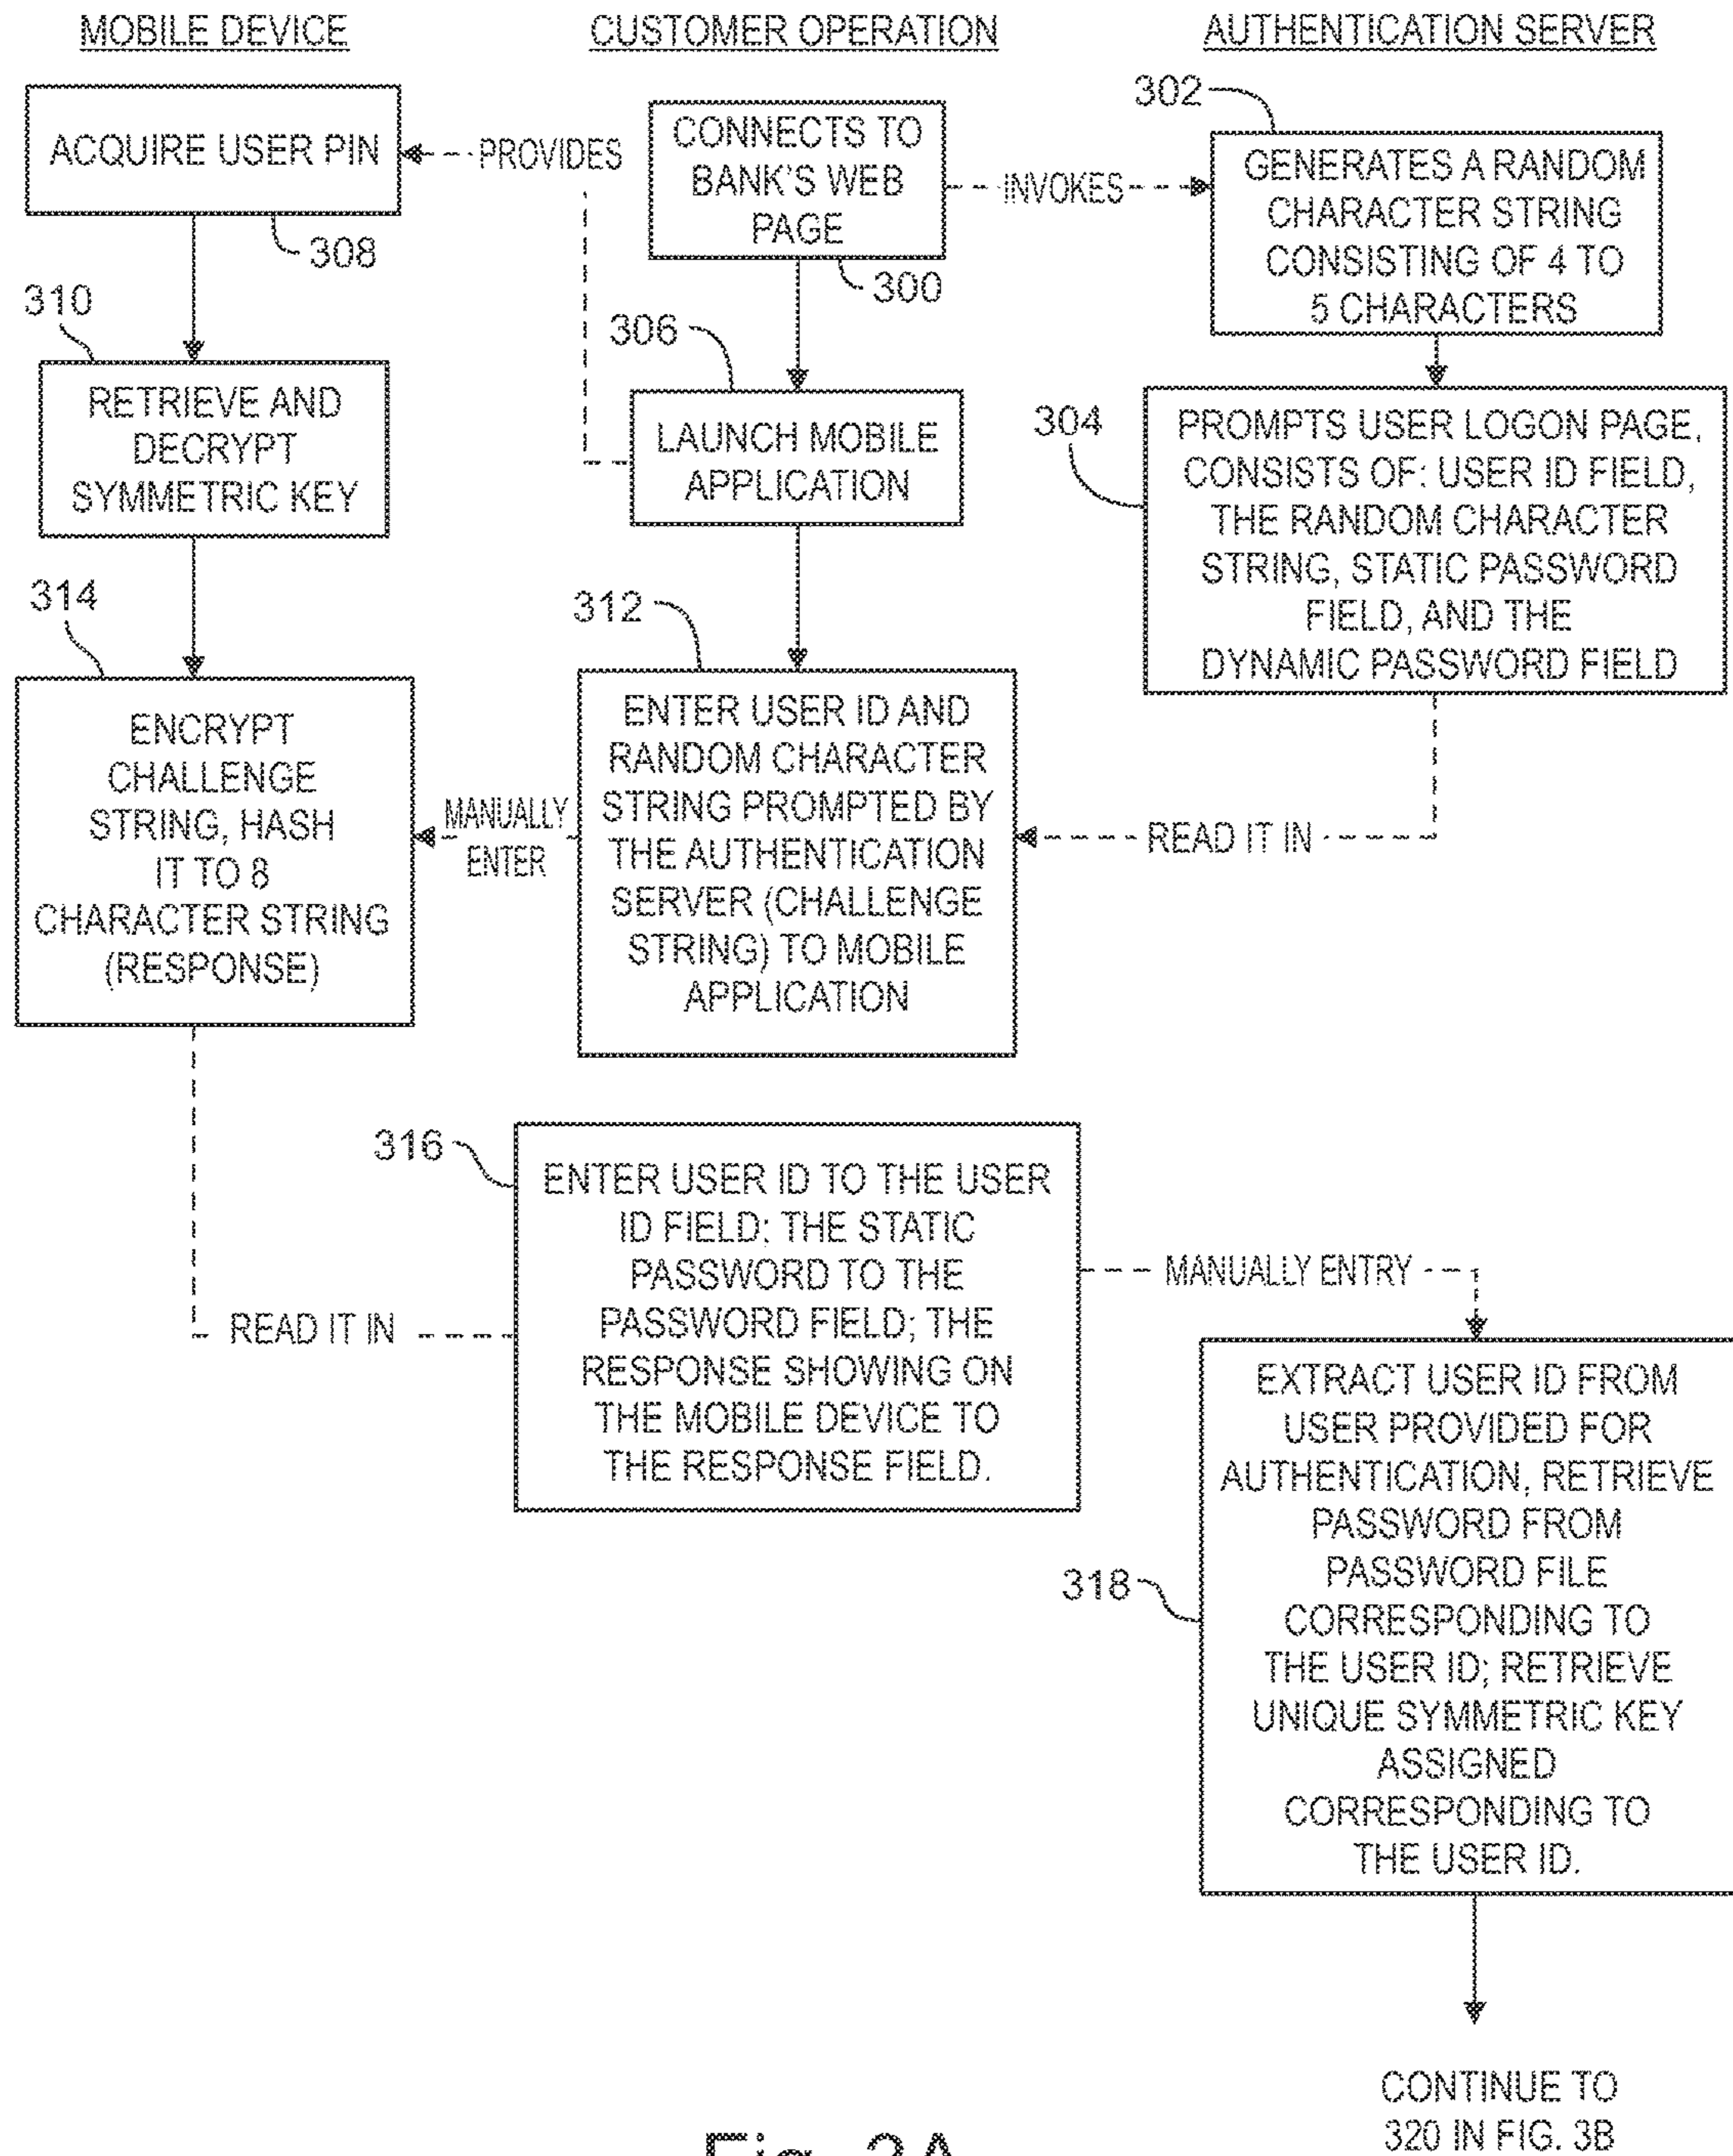 MOBILE DEVICE
CUSTOMER OPERATION
AUTHENTICATION SERVER
ACQUIRE USER PIN
308
PROVIDES
CONNECTS TO
BANK'S WEB
PAGE
300
INVOKES
302
GENERATES A RANDOM
CHARACTER STRING
CONSISTING OF 4 TO
5 CHARACTERS
310
RETRIEVE AND
DECRYPT
SYMMETRIC KEY
306
LAUNCH MOBILE
APPLICATION
304
PROMPTS USER LOGON PAGE,
CONSISTS OF: USER ID FIELD,
THE RANDOM CHARACTER
STRING, STATIC PASSWORD
FIELD, AND THE
DYNAMIC PASSWORD FIELD
314
ENCRYPT
CHALLENGE
STRING, HASH
IT TO 8
CHARACTER STRING
(RESPONSE)
MANUALLY
ENTER
312
ENTER USER ID AND
RANDOM CHARACTER
STRING PROMPTED BY
THE AUTHENTICATION
SERVER (CHALLENGE
STRING) TO MOBILE
APPLICATION
READ IT IN
316
ENTER USER ID TO THE USER
ID FIELD; THE STATIC
PASSWORD TO THE
PASSWORD FIELD; THE
RESPONSE SHOWING ON
THE MOBILE DEVICE TO
THE RESPONSE FIELD.
READ IT IN
MANUALLY ENTRY
318
EXTRACT USER ID FROM
USER PROVIDED FOR
AUTHENTICATION, RETRIEVE
PASSWORD FROM
PASSWORD FILE
CORRESPONDING TO
THE USER ID; RETRIEVE
UNIQUE SYMMETRIC KEY
ASSIGNED
CORRESPONDING TO
THE USER ID.
CONTINUE TO
320 IN FIG. 3B
Fig. 3A